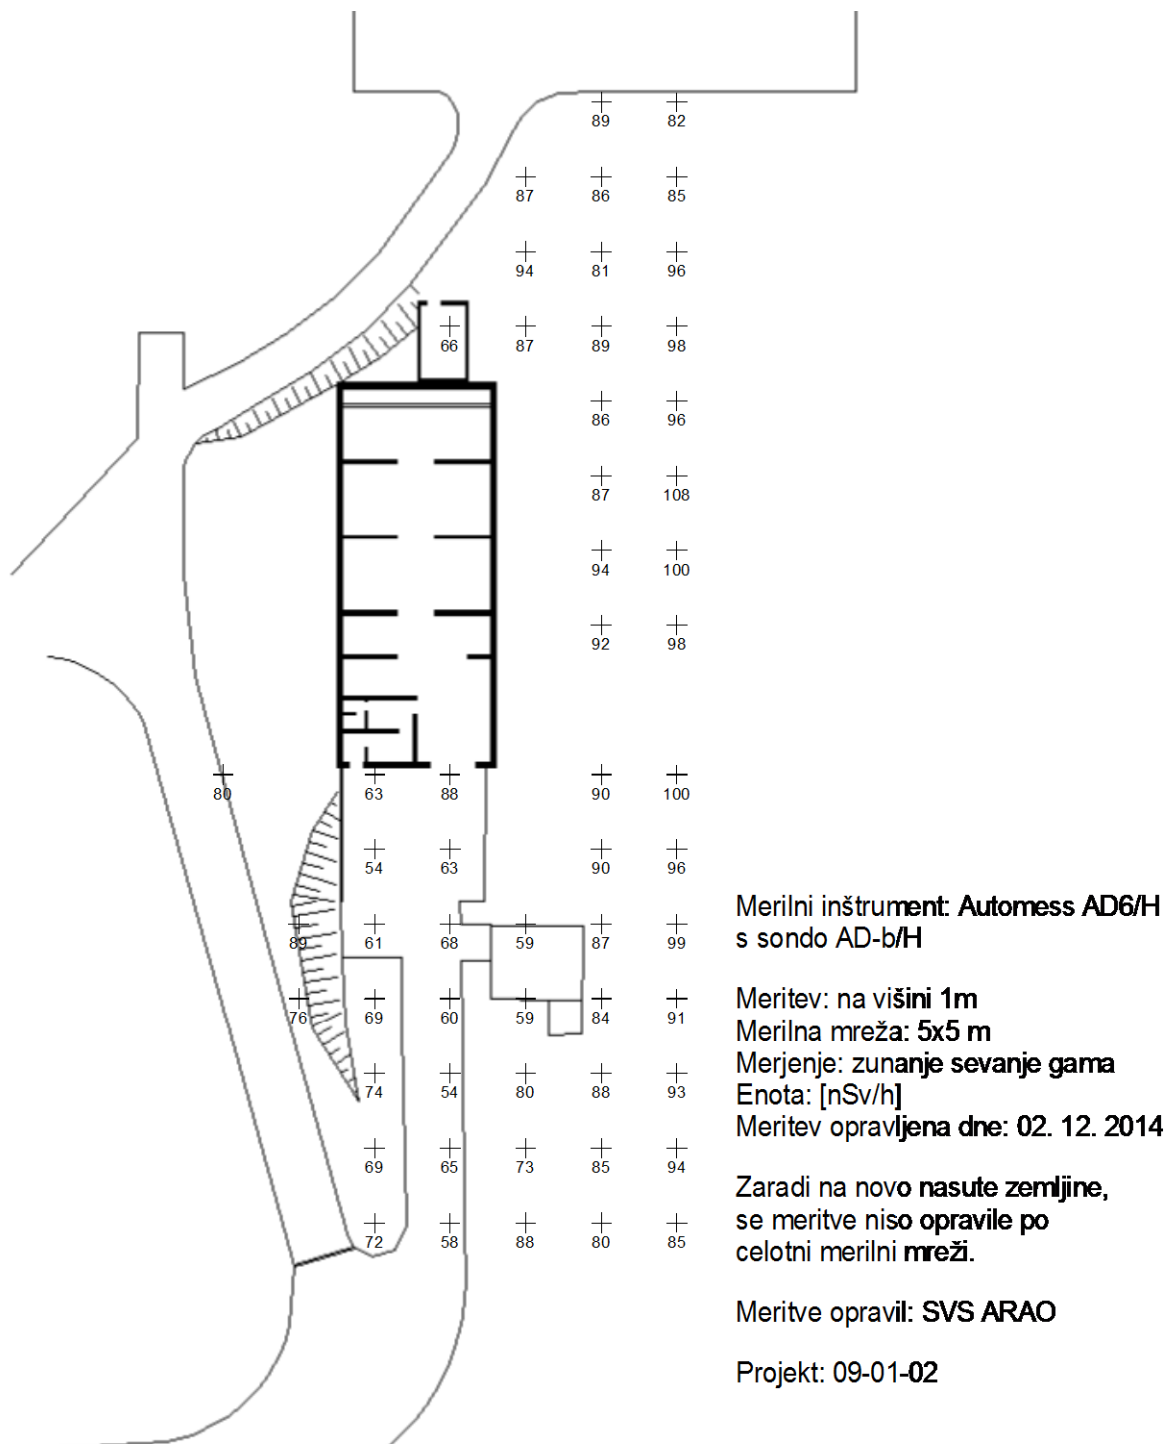 89 82
87 86 85
94 81 96
66 87 89 98
86 96
87 108
94 100
92 98
80 63 88 90 100
54 63 90 96
89 61 68 59 87 99
76 69 60 59 84 91
74 54 80 88 93
69 65 73 85 94
72 58 88 80 85
Merilni inštrument: Automess AD6/H
s sondo AD-b/H
Meritev: na višini 1m
Merilna mreža: 5x5 m
Merjenje: zunanje sevanje gama
Enota: [nSv/h]
Meritev opravljena dne: 02. 12. 2014
Zaradi na novo nasute zemljine,
se meritve niso opravile po
celotni merilni mreži.
Meritve opravil: SVS ARAO
Projekt: 09-01-02